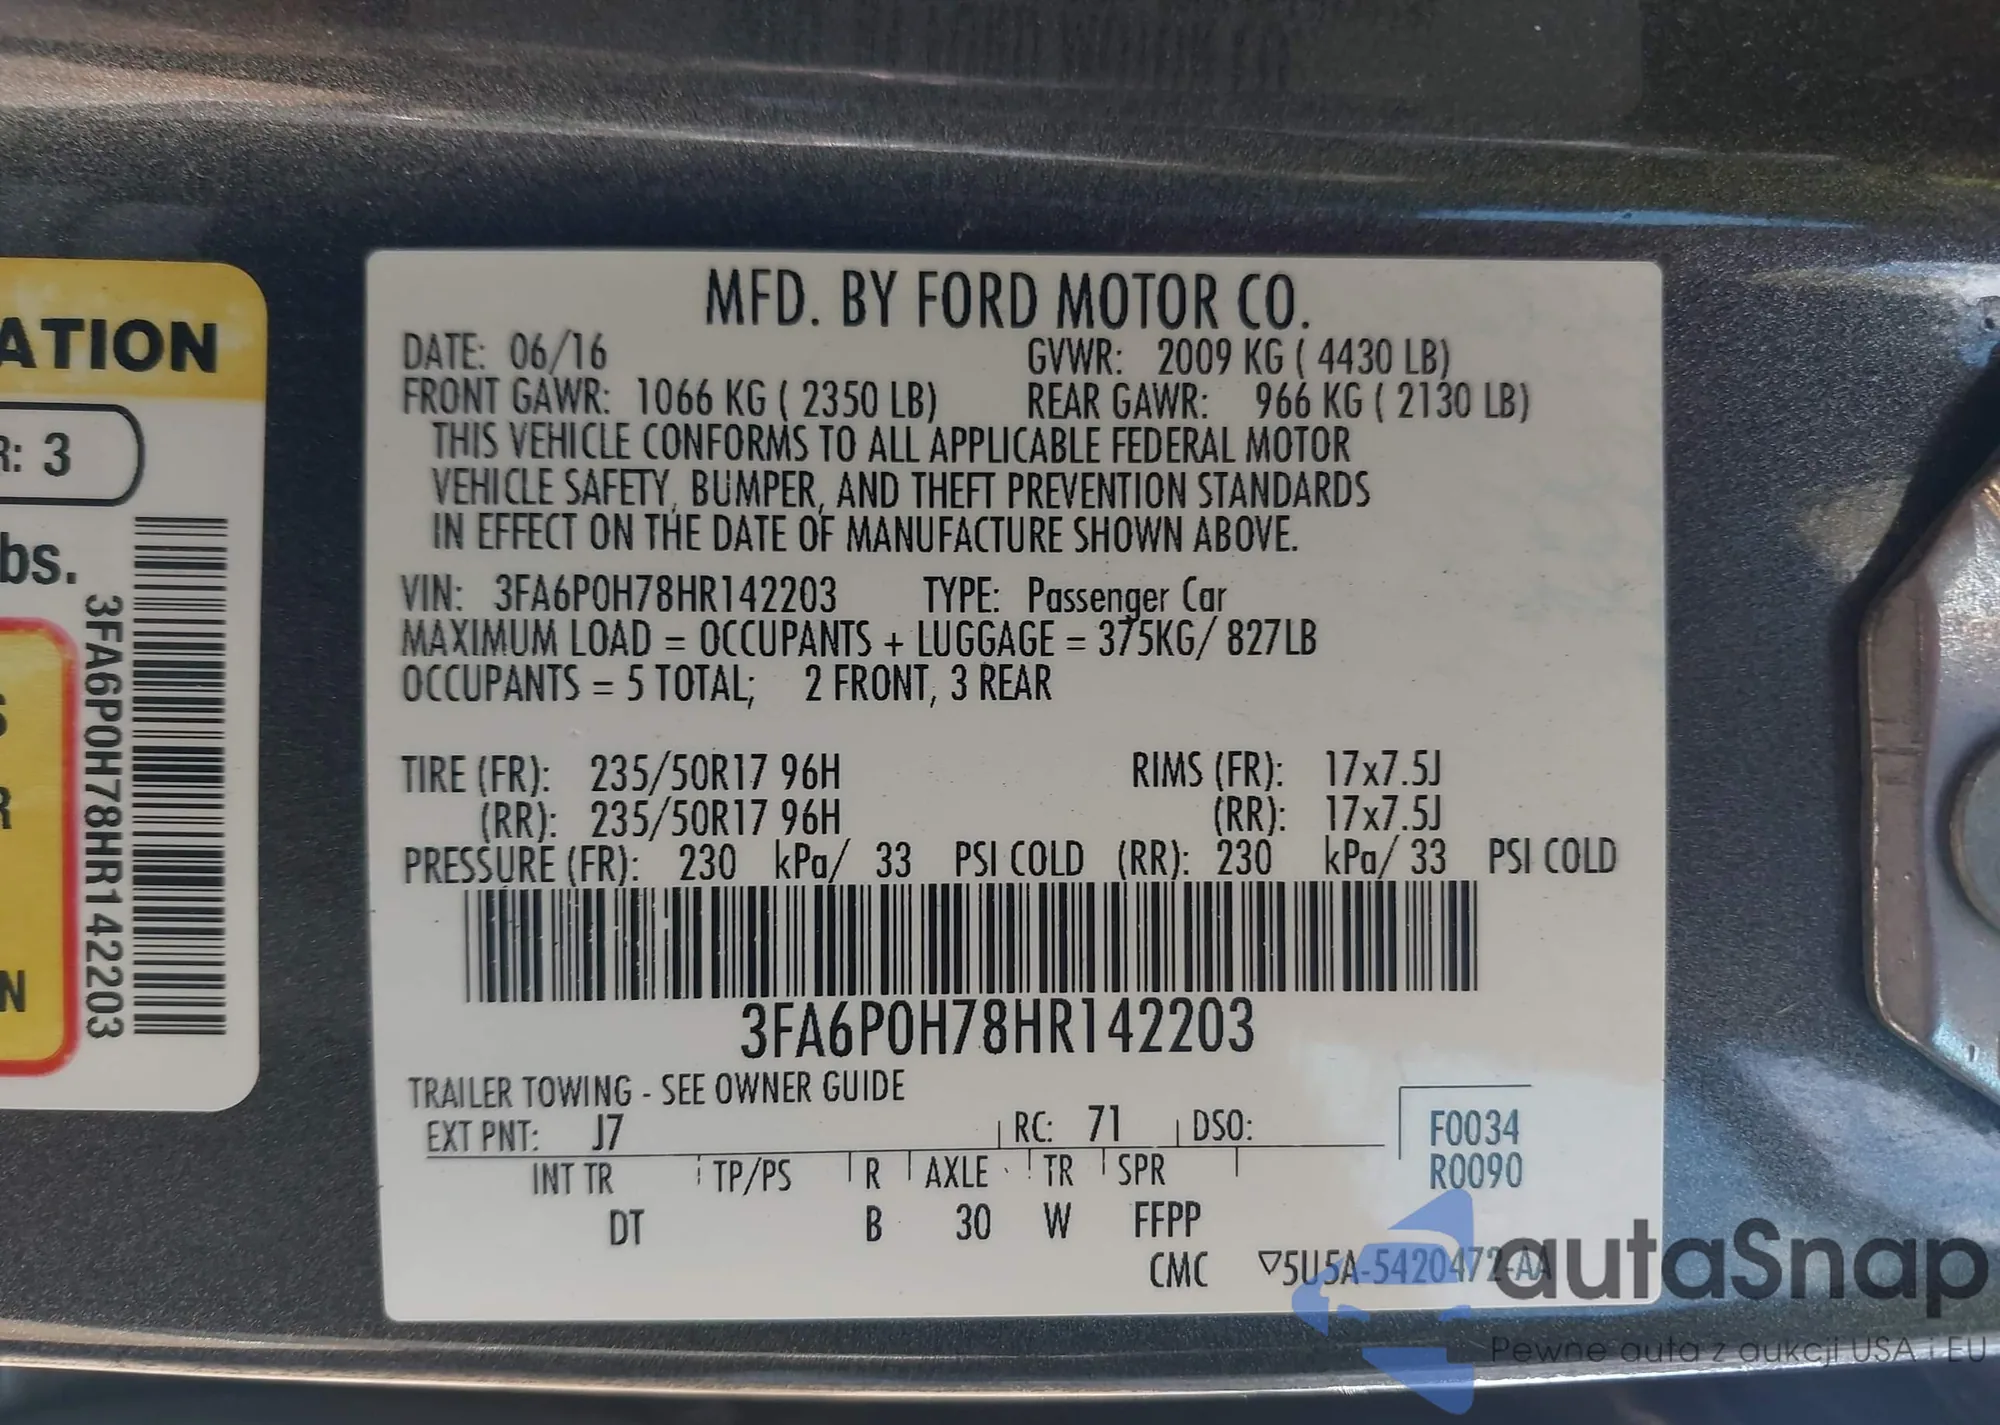 MFD. BY FORD MOTOR CO.
DATE: 06/16 GVWR: 2009 KG ( 4430 LB)
FRONT GAWR: 1066 KG ( 2350 LB) REAR GAWR: 966 KG ( 2130 LB)
THIS VEHICLE CONFORMS TO ALL APPLICABLE FEDERAL MOTOR
VEHICLE SAFETY, BUMPER, AND THEFT PREVENTION STANDARDS
IN EFFECT ON THE DATE OF MANUFACTURE SHOWN ABOVE.
VIN: 3FA6P0H78HR142203 TYPE: Passenger Car
MAXIMUM LOAD = OCCUPANTS + LUGGAGE = 375KG/ 827LB
OCCUPANTS = 5 TOTAL; 2 FRONT, 3 REAR
TIRE (FR): 235/50R17 96H RIMS (FR): 17x7.5J
(RR): 235/50R17 96H (RR): 17x7.5J
PRESSURE (FR): 230 kPa/ 33 PSI COLD (RR): 230 kPa/ 33 PSI COLD
3FA6P0H78HR142203
TRAILER TOWING - SEE OWNER GUIDE
EXT PNT: J7 RC: 71 DSO: F0034
INT TR TP/PS R AXLE TR SPR R0090
DT B 30 W FFPP
CMC ▽5U5A-5420472-AA
ATION
R: 3
bs.
3FA6P0H78HR142203
S
R
N
autaSnap
Pewne auta z aukcji USA i EU